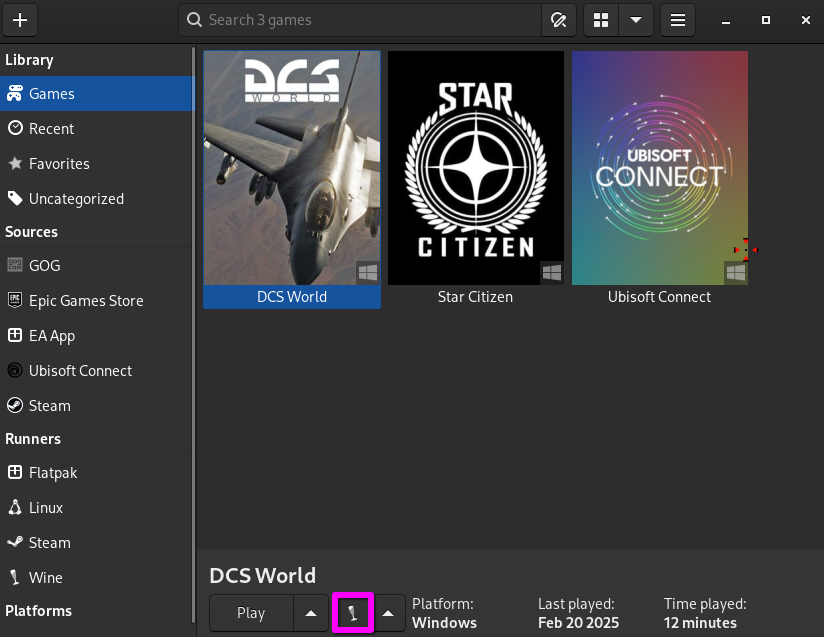 Search 3 games
Library
Games
Recent
Favorites
Uncategorized
Sources
GOG
Epic Games Store
EA App
Ubisoft Connect
Steam
Runners
Flatpak
Linux
Steam
Wine
Platforms
DCS
WORLD
DCS World
STAR
CITIZEN
Star Citizen
UBISOFT
CONNECT
Ubisoft Connect
DCS World
Play
Platform:
Windows
Last played:
Feb 20 2025
Time played:
12 minutes